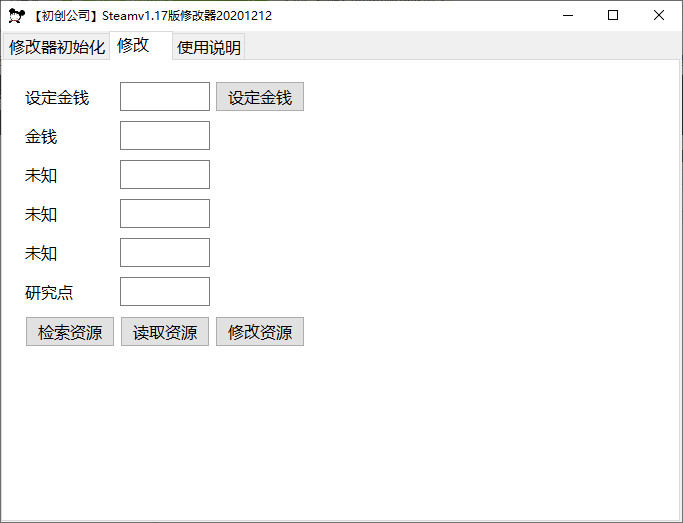 【初创公司】Steamv1.17版修改器20201212
修改器初始化 修改 使用说明
设定金钱 设定金钱
金钱
未知
未知
未知
研究点
检索资源 读取资源 修改资源